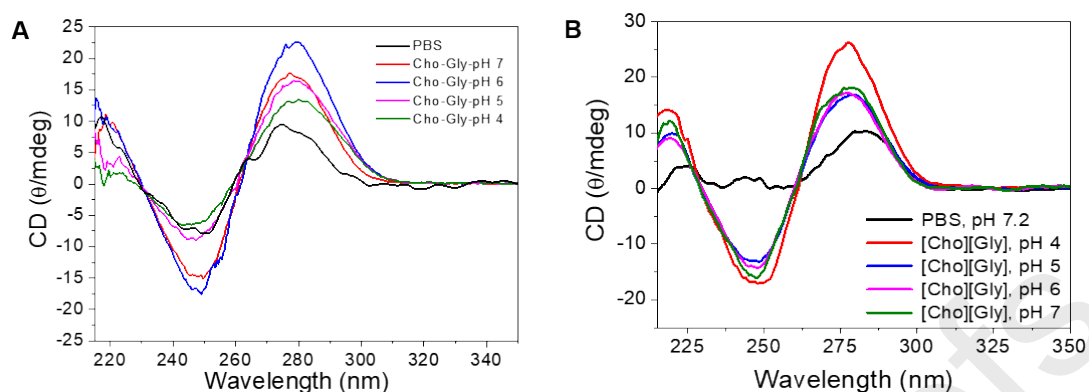 A
PBS
Cho-Gly-pH 7
Cho-Gly-pH 6
Cho-Gly-pH 5
Cho-Gly-pH 4
CD (θ/mdeg)
25
20
15
10
5
0
-5
-10
-15
-20
-25
220 240 260 280 300 320 340
Wavelength (nm)
B
CD (θ/mdeg)
30
20
10
0
-10
-20
PBS, pH 7.2
[Cho][Gly], pH 4
[Cho][Gly], pH 5
[Cho][Gly], pH 6
[Cho][Gly], pH 7
225 250 275 300 325 350
Wavelength (nm)